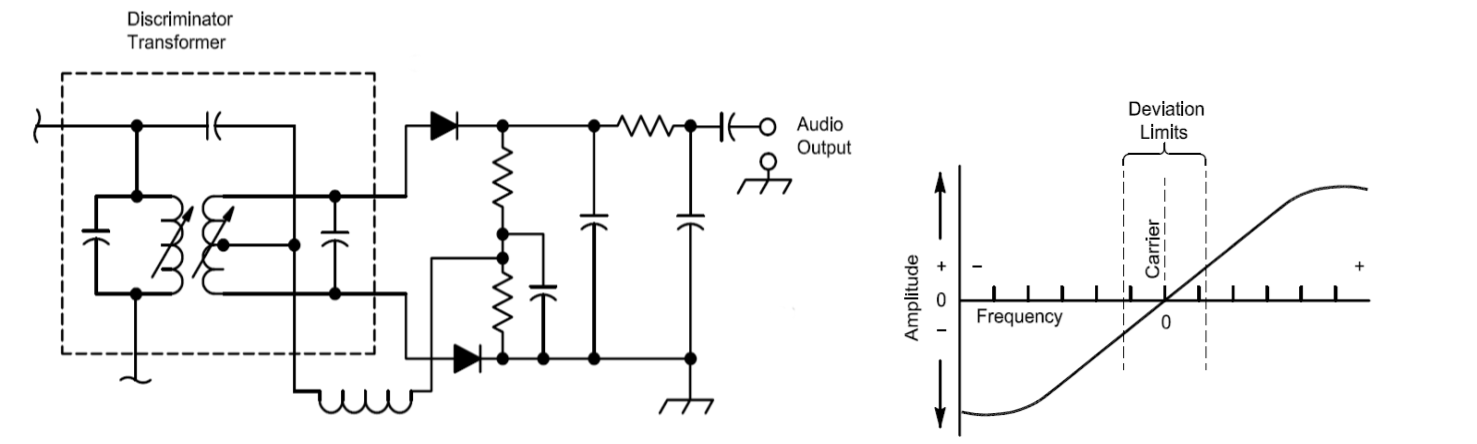 Discriminator
Transformer
Audio
Output
Deviation
Limits
Carrier
Amplitude
+
0
−
−
+
Frequency
0